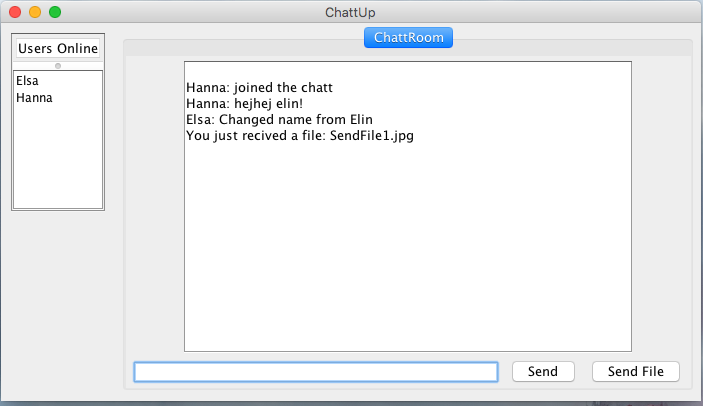 ChattUp
Users Online
Elsa
Hanna
ChattRoom
Hanna: joined the chatt
Hanna: hejhej elin!
Elsa: Changed name from Elin
You just recived a file: SendFile1.jpg
Send
Send File